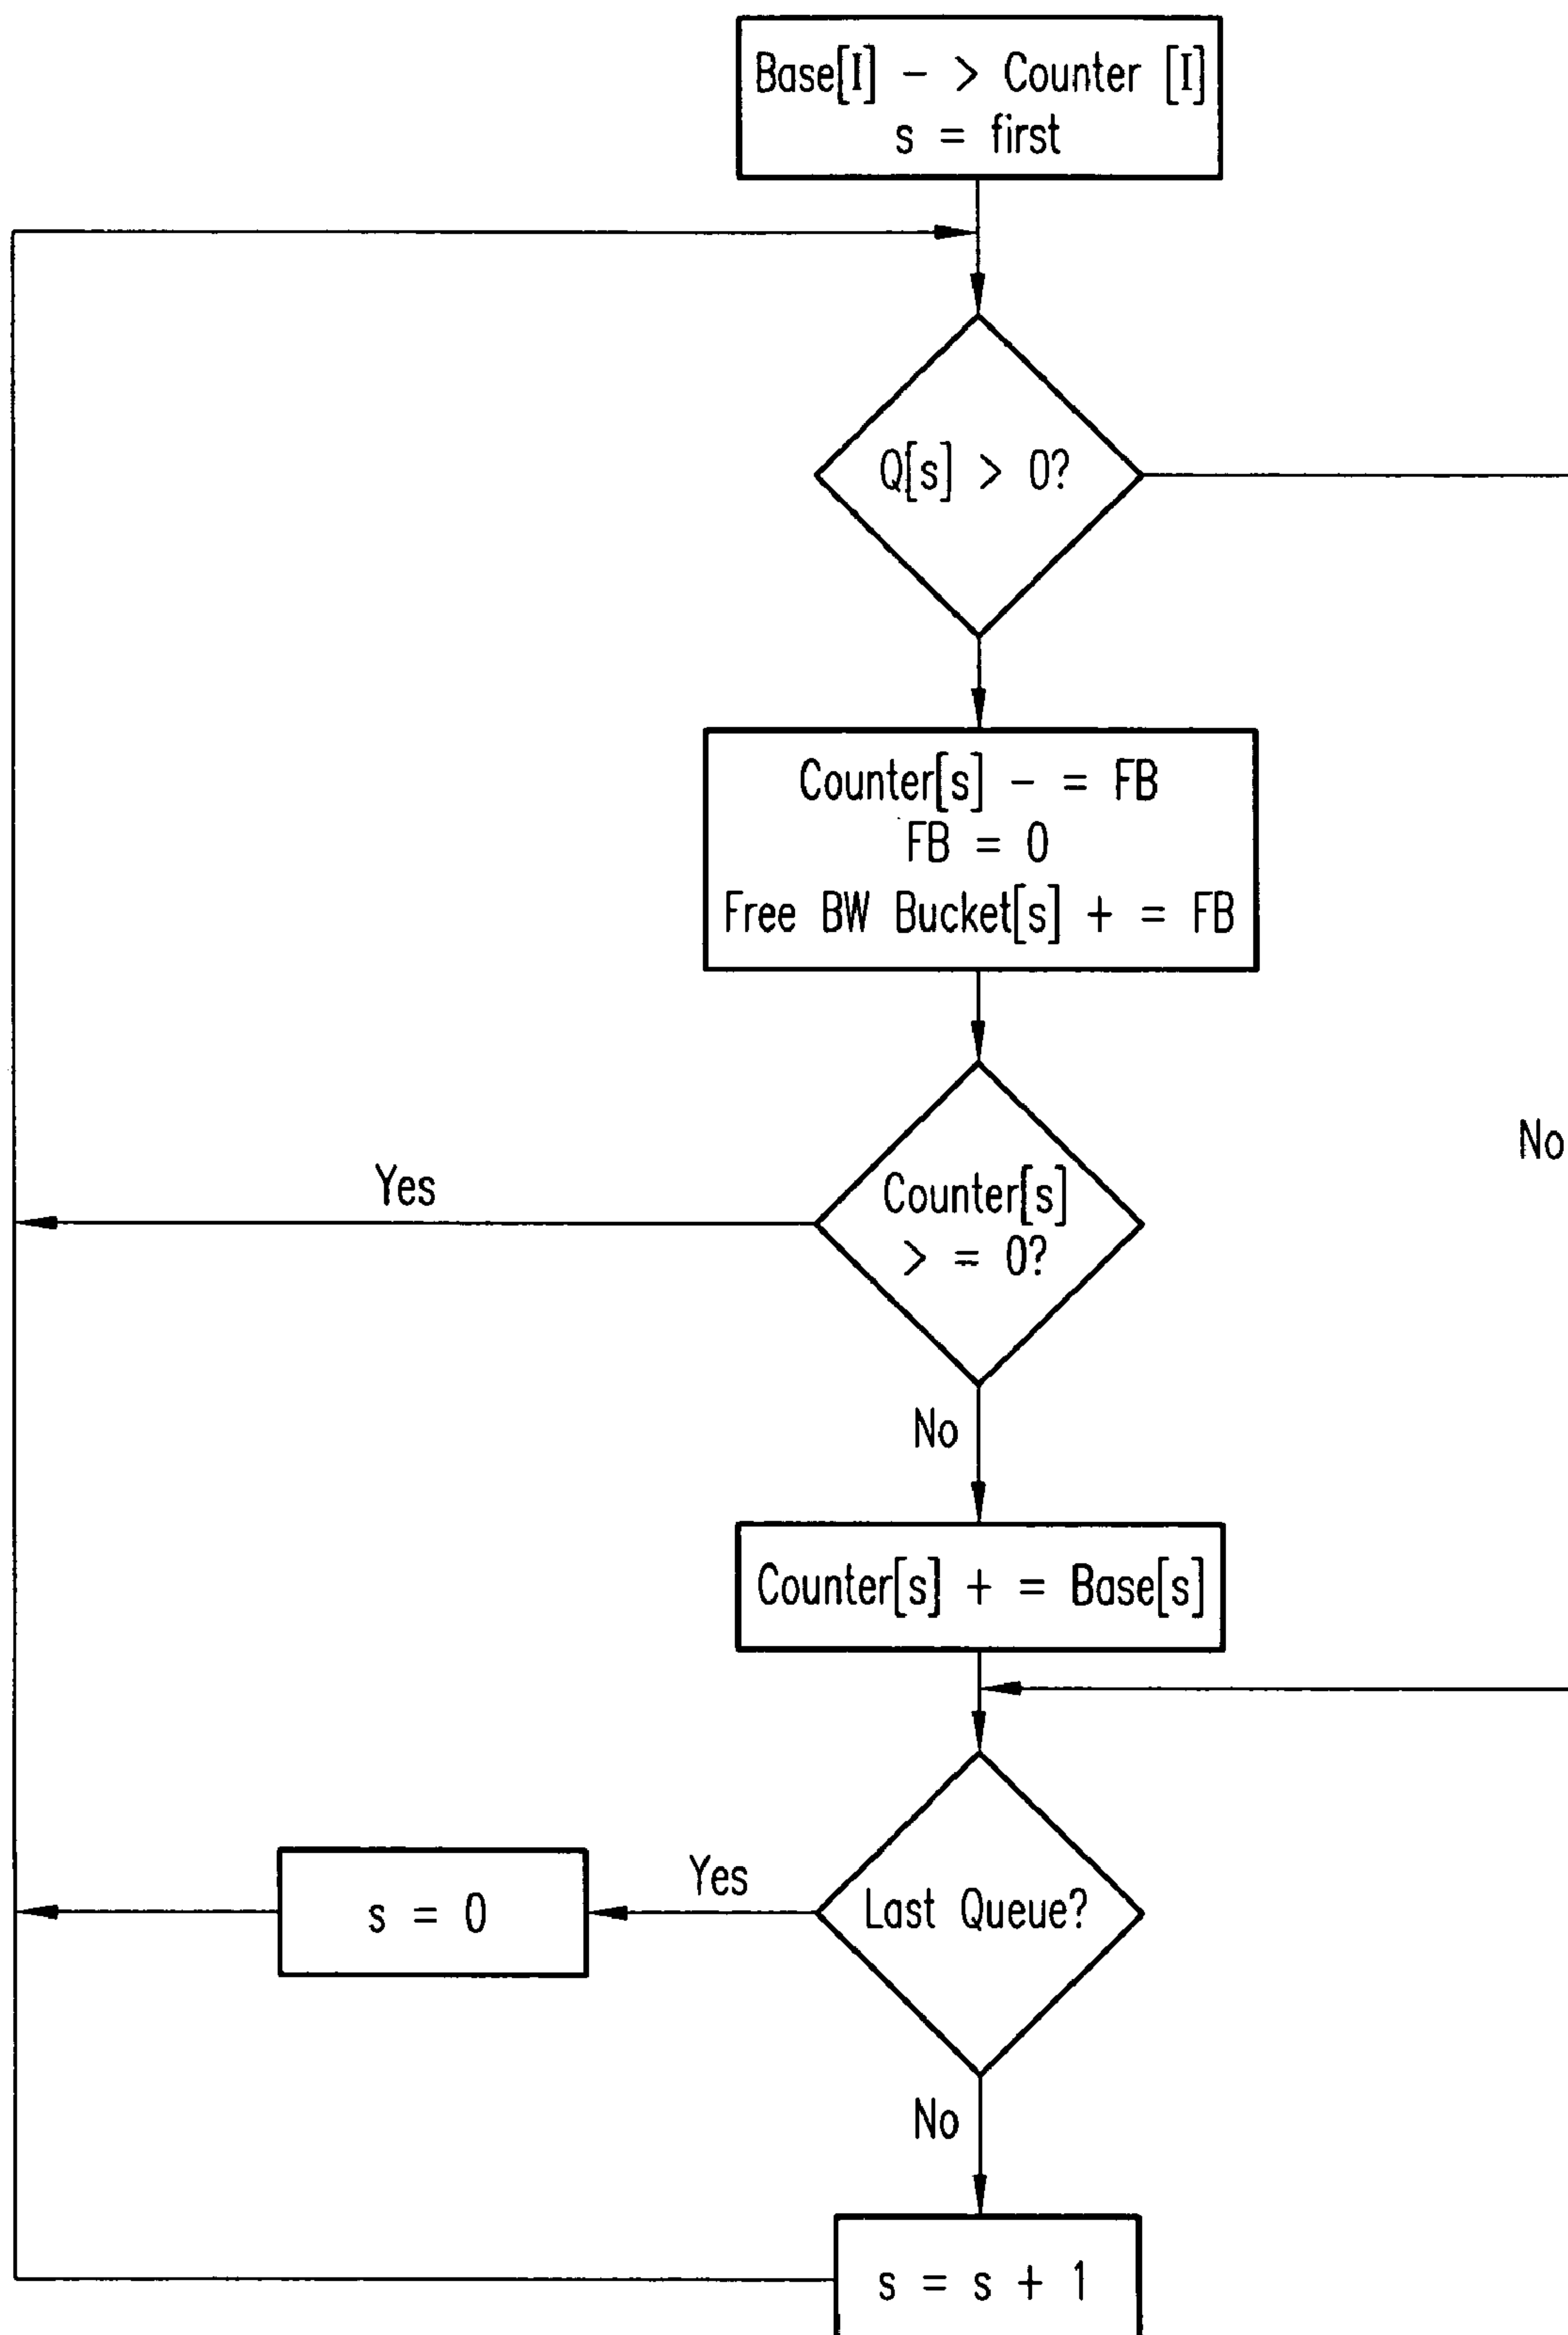 Base[I] - > Counter [I]
s = first
Q[s] > 0?
Counter[s] - = FB
FB = 0
Free BW Bucket[s] + = FB
No
Yes
Counter[s]
> = 0?
No
Counter[s] + = Base[s]
Yes
s = 0
Last Queue?
No
s = s + 1